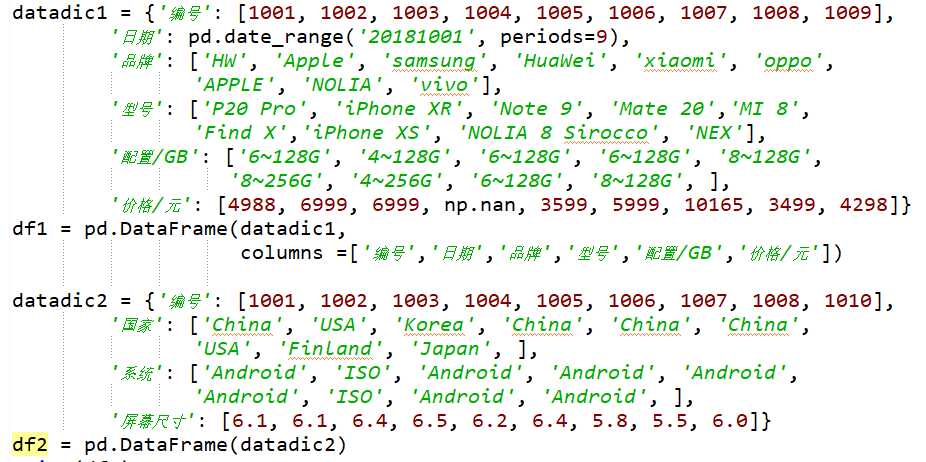 datadic1 = {'编号': [1001, 1002, 1003, 1004, 1005, 1006, 1007, 1008, 1009],
'日期': pd.date_range('20181001', periods=9),
'品牌': ['HW', 'Apple', 'samsung', 'HuaWei', 'xiaomi', 'oppo',
'APPLE', 'NOLIA', 'vivo'],
'型号': ['P20 Pro', 'iPhone XR', 'Note 9', 'Mate 20','MI 8',
'Find X','iPhone XS', 'NOLIA 8 Sirocco', 'NEX'],
'配置/GB': ['6~128G', '4~128G', '6~128G', '6~128G', '8~128G',
'8~256G', '4~256G', '6~128G', '8~128G', ],
'价格/元': [4988, 6999, 6999, np.nan, 3599, 5999, 10165, 3499, 4298]}
df1 = pd.DataFrame(datadic1,
columns =['编号','日期','品牌','型号','配置/GB','价格/元'])
datadic2 = {'编号': [1001, 1002, 1003, 1004, 1005, 1006, 1007, 1008, 1010],
'国家': ['China', 'USA', 'Korea', 'China', 'China', 'China',
'USA', 'Finland', 'Japan', ],
'系统': ['Android', 'ISO', 'Android', 'Android', 'Android',
'Android', 'ISO', 'Android', 'Android', ],
'屏幕尺寸': [6.1, 6.1, 6.4, 6.5, 6.2, 6.4, 5.8, 5.5, 6.0]}
df2 = pd.DataFrame(datadic2)